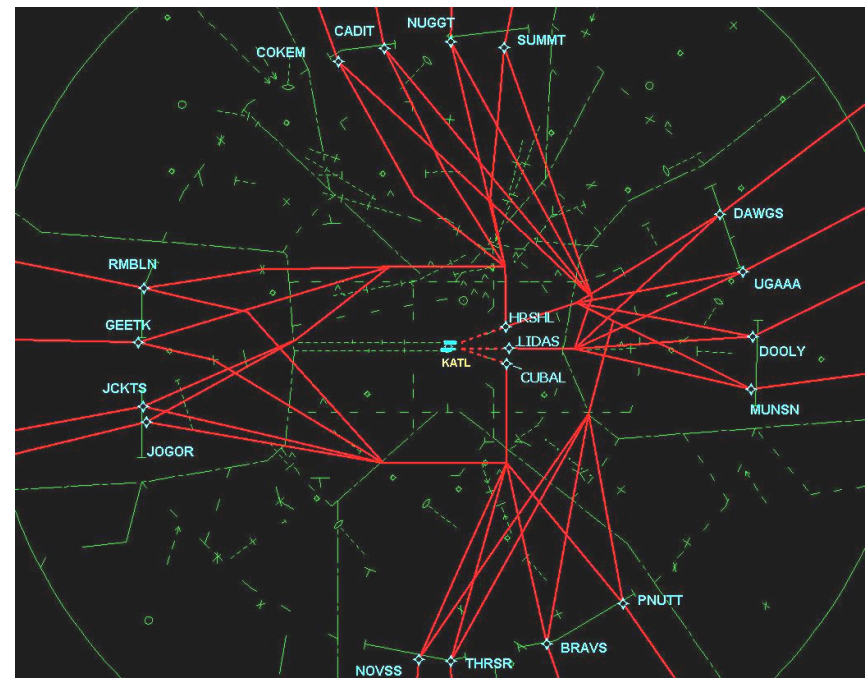 NUGGT
CADIT
SUMMT
COKEM
DAWGS
RMBLN
UGAAA
HRSHL
GEETK
LIDAS
DOOLY
KATL
CUBAL
JCKTS
MUNSN
JOGOR
PNUTT
BRAVS
THRSR
NOVSS